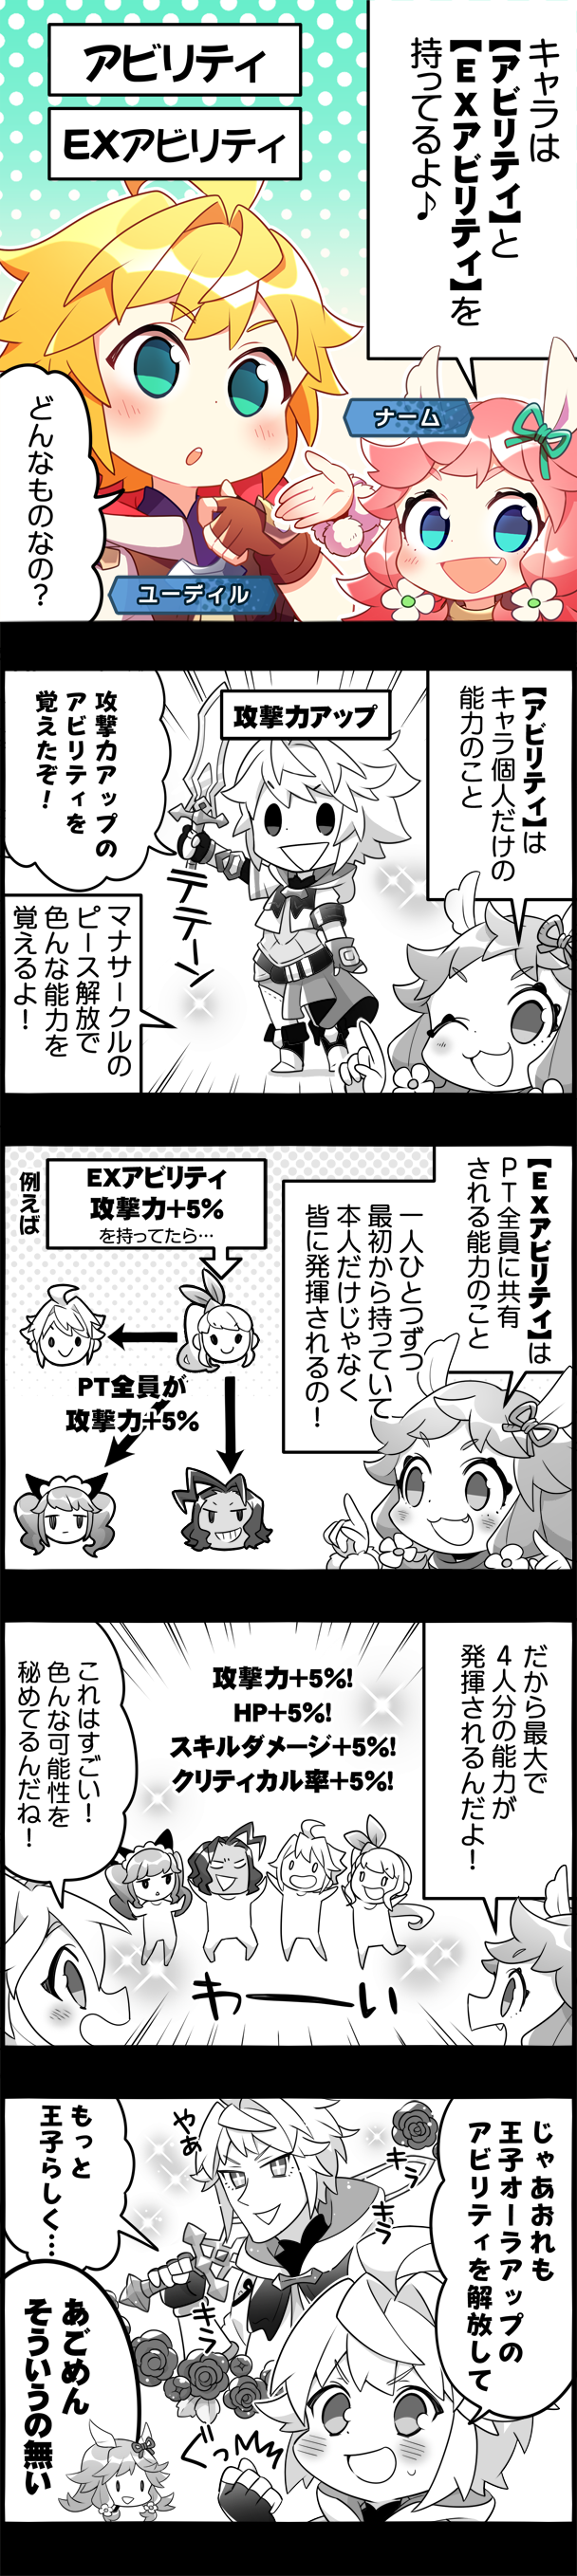 キャラは
【アビリティ】と
【EXアビリティ】を
持ってるよ♪
アビリティ
EXアビリティ
ナーム
どんなものなの？
ユーディル
【アビリティ】は
キャラ個人だけの
能力のこと
攻撃力アップ
攻撃力アップの
アビリティを
覚えたぞ！
テテーン
マナサークルの
ピース解放で
色んな能力を
覚えるよ！
【EXアビリティ】は
PT全員に共有
される能力のこと
一人ひとつずつ
最初から持っていて
本人だけじゃなく
皆に発揮されるの！
例えば
EXアビリティ
攻撃力+5%
を持ってたら…
PT全員が
攻撃力+5%
だから最大で
4人分の能力が
発揮されるんだよ！
攻撃力+5%!
HP+5%!
スキルダメージ+5%!
クリティカル率+5%!
これはすごい！
色んな可能性を
秘めてるんだね！
わーーい
じゃあおれも
王子オーラアップの
アビリティを解放して
やあ
キラ
キラ
キラ
もっと
王子らしく…
ぐっ
あごめん
そういうの無い